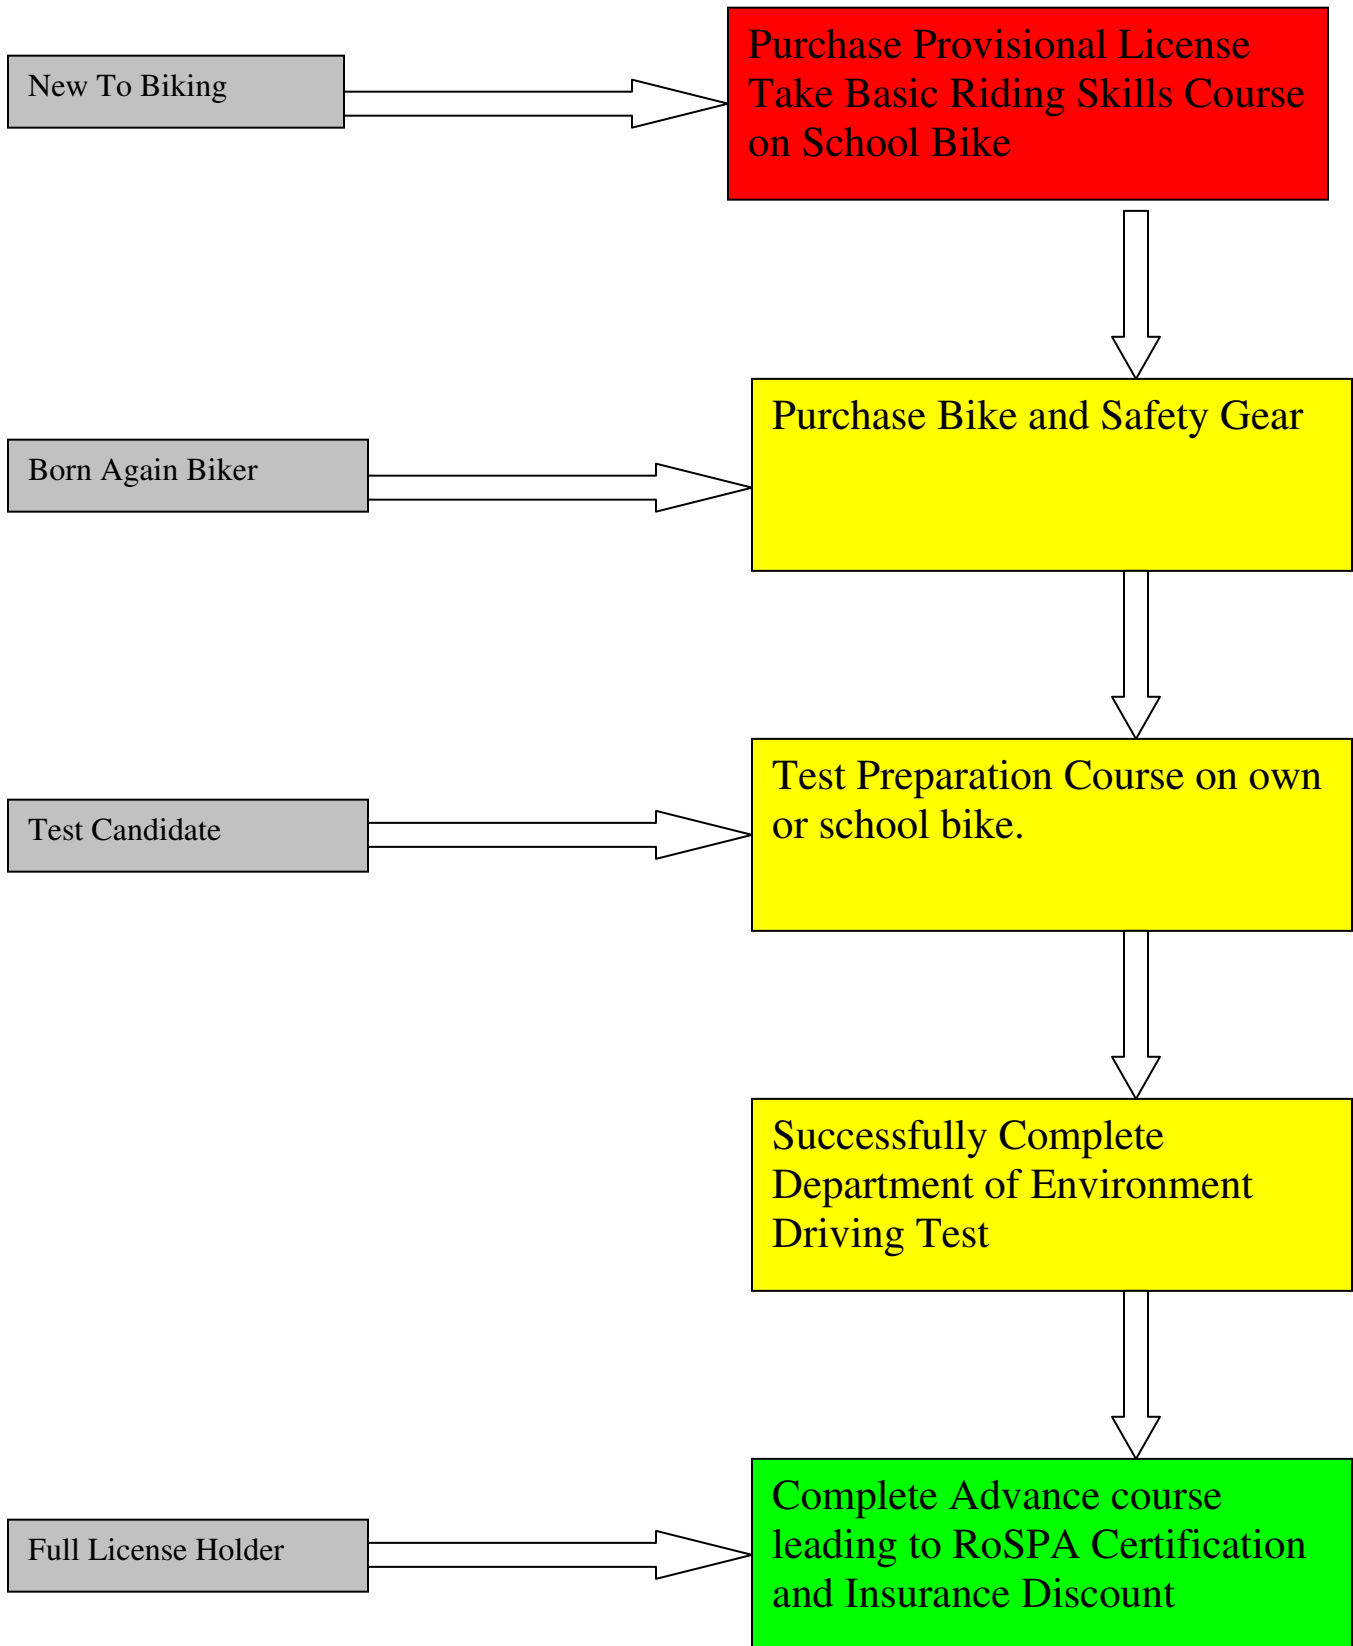 Purchase Provisional License
New To Biking
Take Basic Riding Skills Course
on School Bike
Purchase Bike and Safety Gear
Born Again Biker
Test Preparation Course on own
or school bike.
Test Candidate
Successfully Complete
Department of Environment
Driving Test
Complete Advance course
leading to RoSPA Certification
and Insurance Discount
Full License Holder